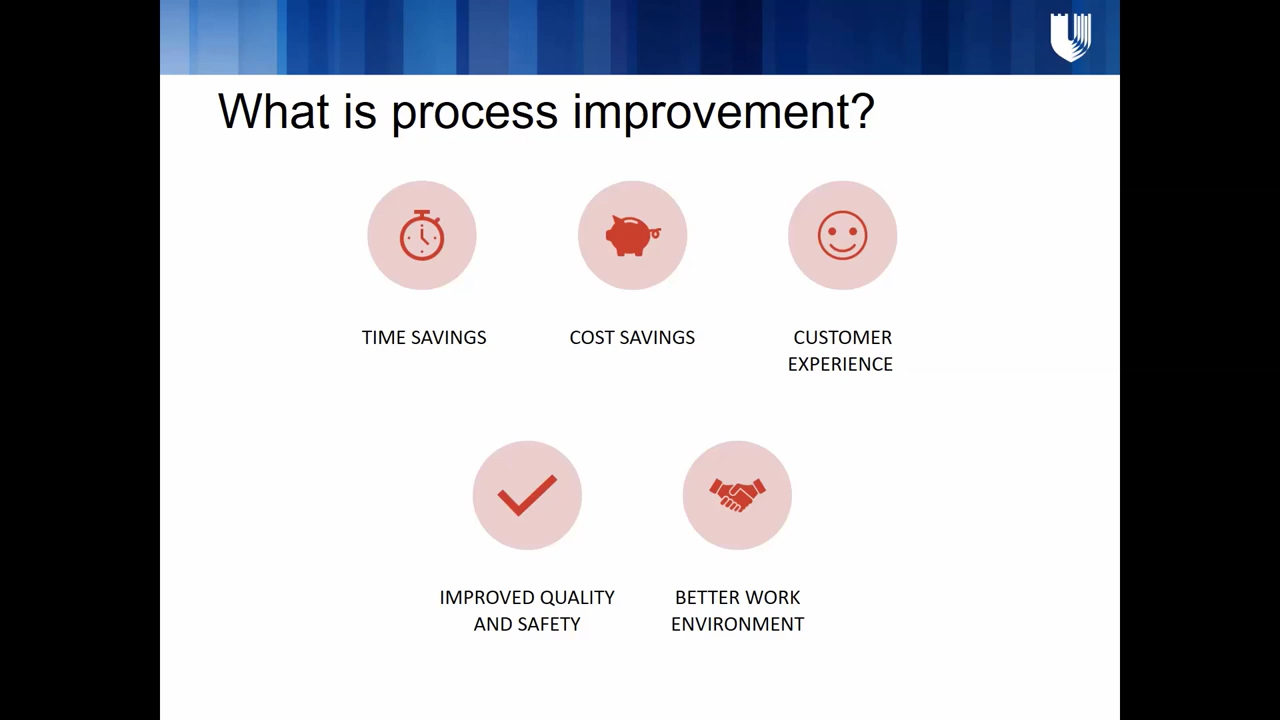 What is process improvement?
TIME SAVINGS
COST SAVINGS
CUSTOMER
EXPERIENCE
IMPROVED QUALITY
AND SAFETY
BETTER WORK
ENVIRONMENT